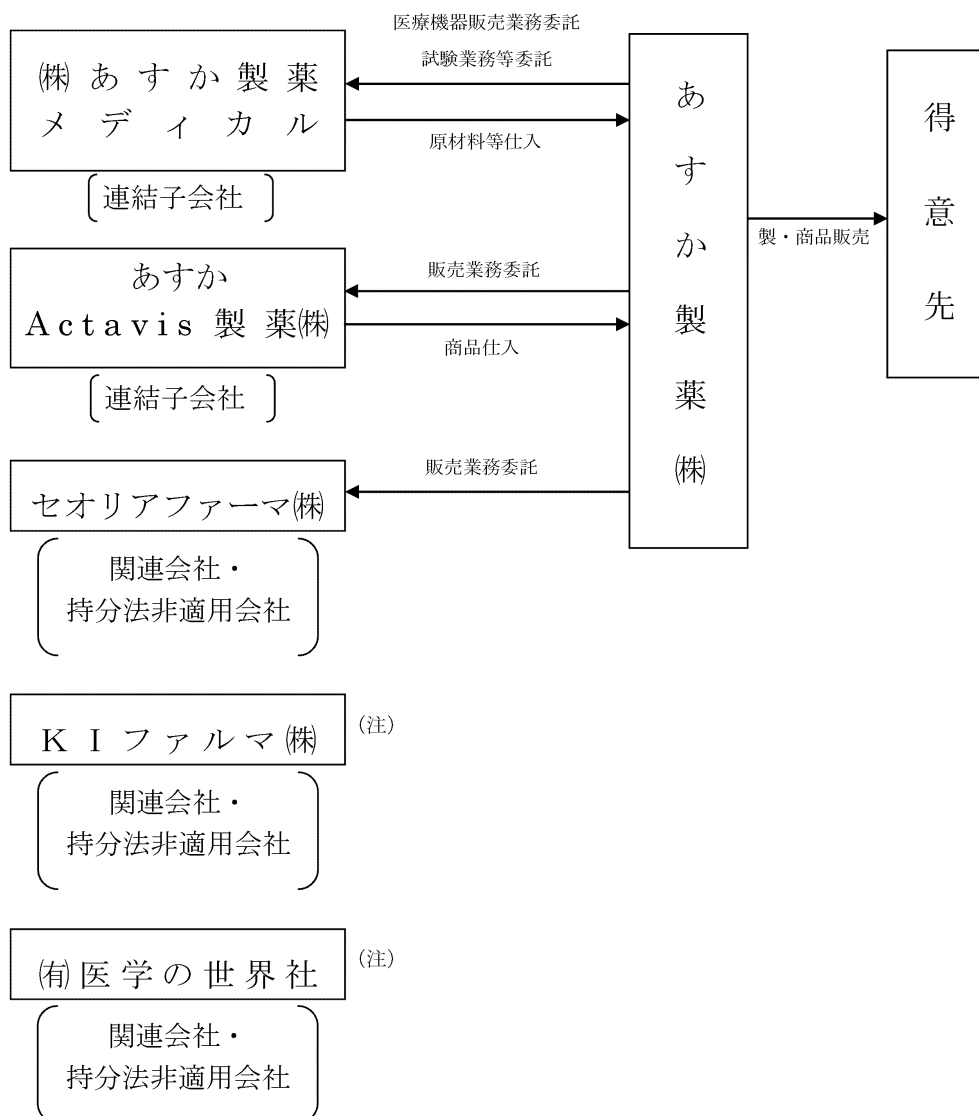 医療機器販売業務委託
試験業務等委託
㈱あすか製薬
メディカル
原材料等仕入
連結子会社
あすか製薬㈱
得意先
製・商品販売
あすか
Actavis製薬㈱
販売業務委託
商品仕入
連結子会社
販売業務委託
セオリアファーマ㈱
関連会社・
持分法非適用会社
KIファルマ㈱
(注)
関連会社・
持分法非適用会社
㈲医学の世界社
(注)
関連会社・
持分法非適用会社